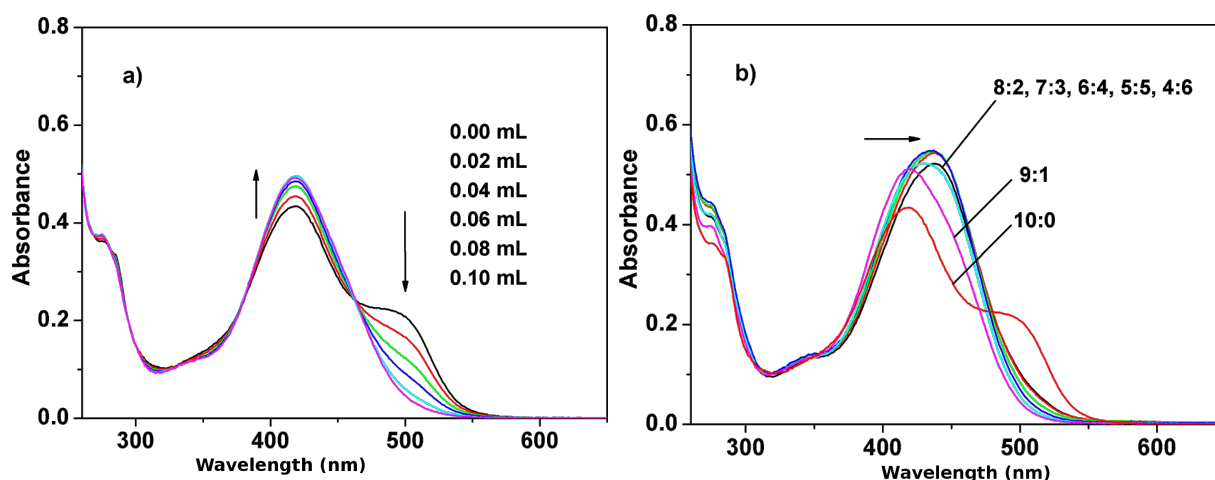 a)
Absorbance
0.8
0.6
0.4
0.2
0.0
300
400
500
600
Wavelength (nm)
0.00 mL
0.02 mL
0.04 mL
0.06 mL
0.08 mL
0.10 mL
b)
Absorbance
0.8
0.6
0.4
0.2
0.0
300
400
500
600
Wavelength (nm)
8:2, 7:3, 6:4, 5:5, 4:6
9:1
10:0